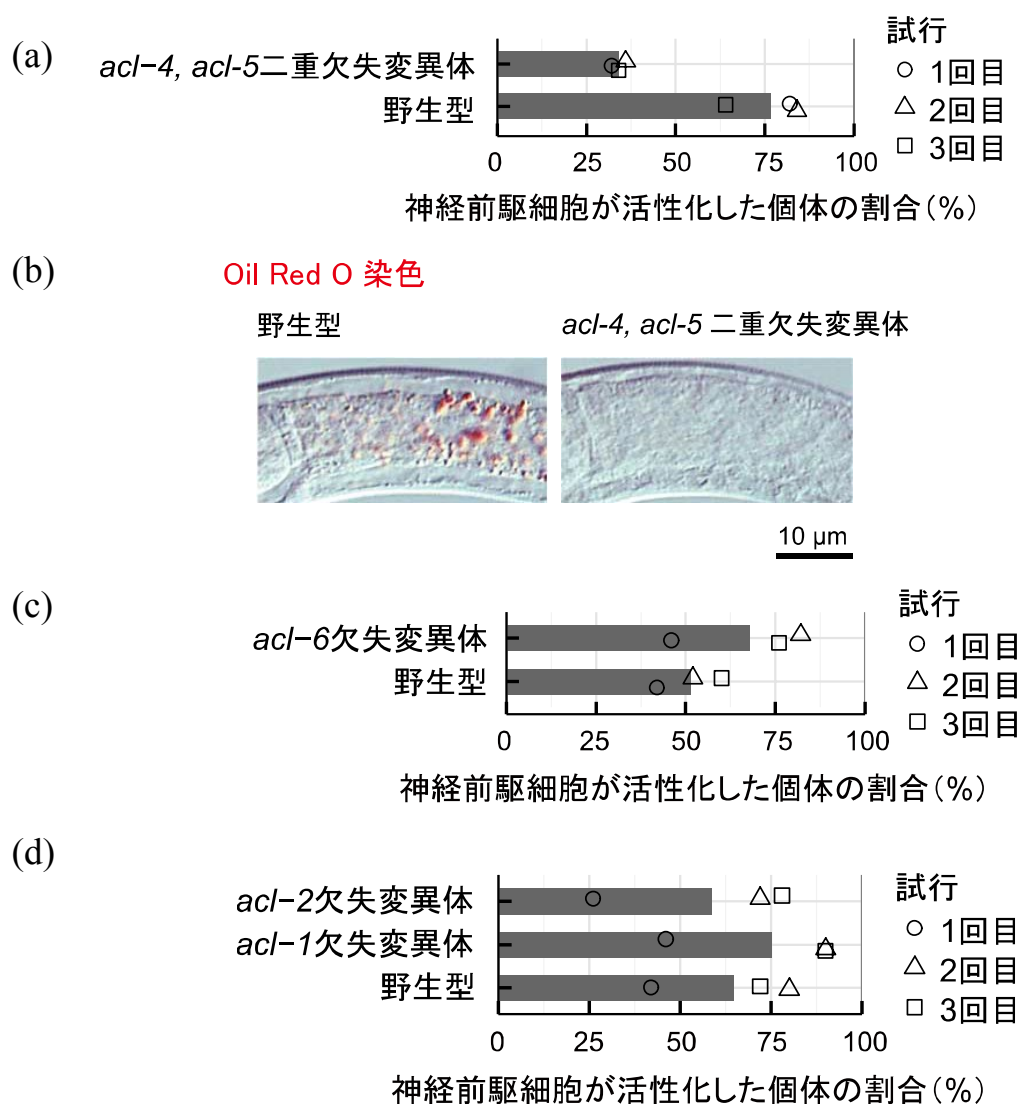 (a)
acl−4, acl-5二重欠失変異体
野生型
0 25 50 75 100
神経前駆細胞が活性化した個体の割合(%)
試行
1回目
2回目
3回目
(b)
Oil Red O 染色
野生型
acl-4, acl-5 二重欠失変異体
10 μm
(c)
acl−6欠失変異体
野生型
0 25 50 75 100
神経前駆細胞が活性化した個体の割合(%)
試行
1回目
2回目
3回目
(d)
acl−2欠失変異体
acl−1欠失変異体
野生型
0 25 50 75 100
神経前駆細胞が活性化した個体の割合(%)
試行
1回目
2回目
3回目